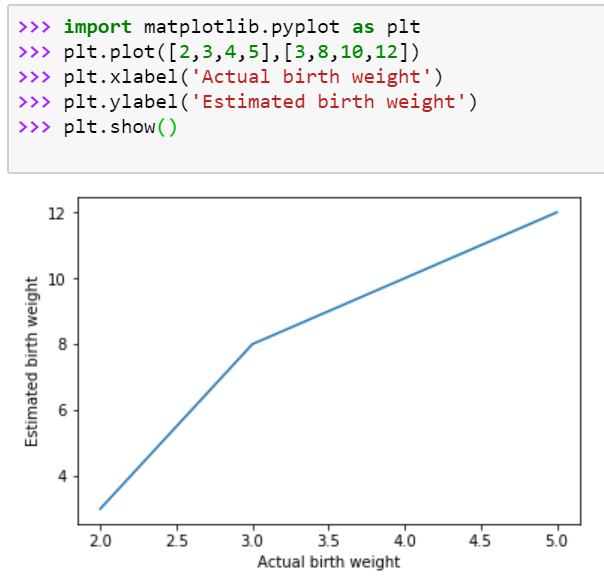 >>> import matplotlib.pyplot as plt
>>> plt.plot([2,3,4,5],[3,8,10,12])
>>> plt.xlabel('Actual birth weight')
>>> plt.ylabel('Estimated birth weight')
>>> plt.show()
Estimated birth weight
12
10
8
6
4
2.0 2.5 3.0 3.5 4.0 4.5 5.0
Actual birth weight